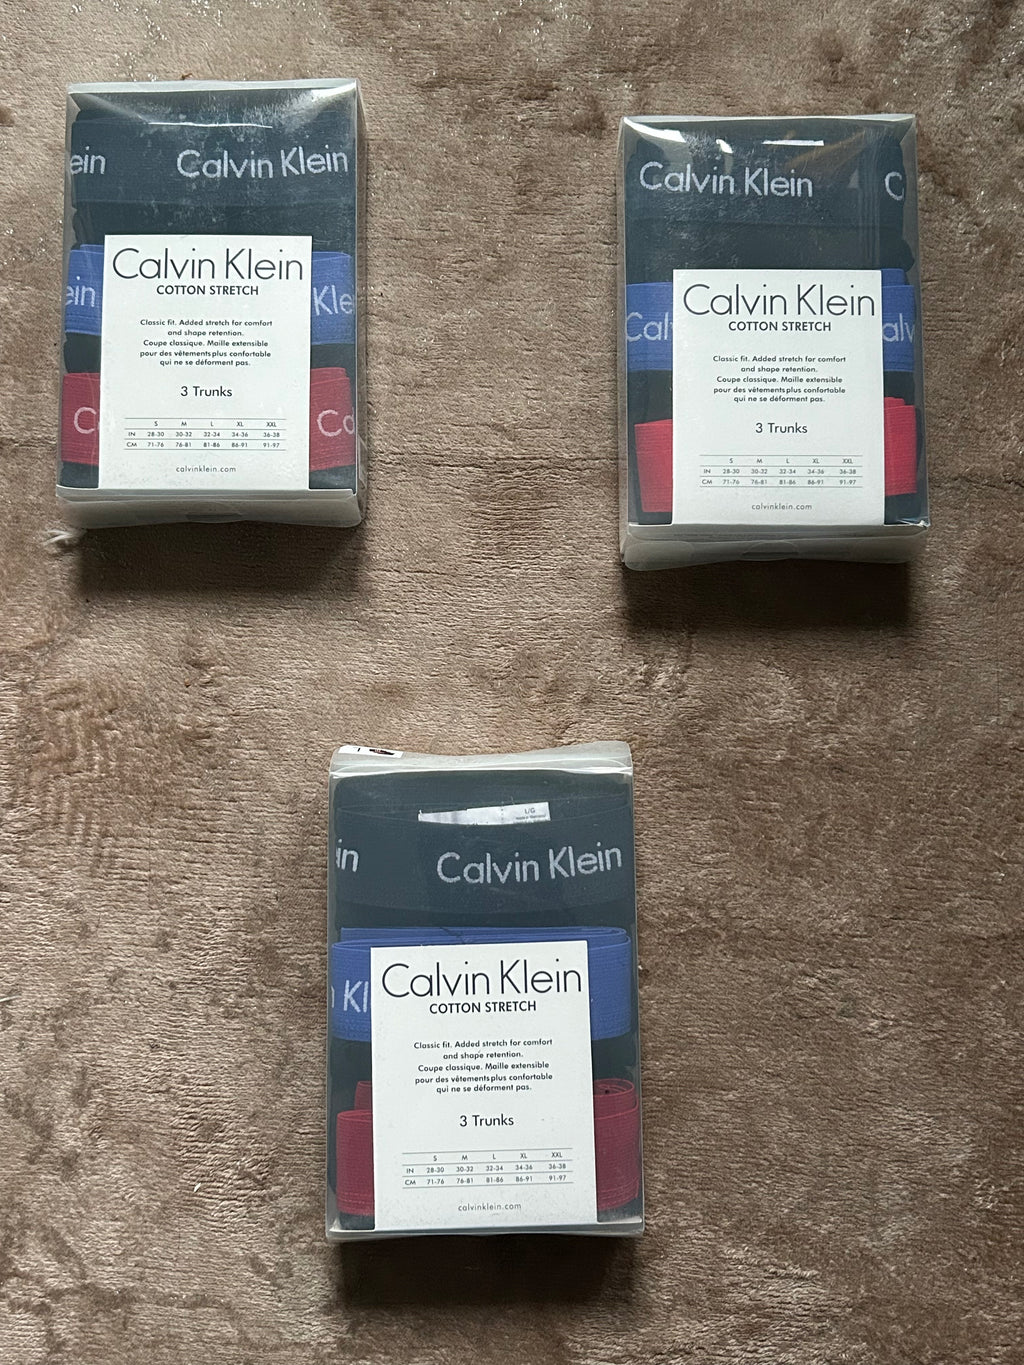 ein Calvin Klein
ein Kle
C Ca
Calvin Klein
COTTON STRETCH
Classic fit. Added stretch for comfort
and shape retention.
Coupe classique. Maille extensible
pour des vêtements plus confortable
qui ne se déforment pas.
3 Trunks
S M L XL XXL
IN 28-30 30-32 32-34 34-36 36-38
CM 71-76 76-81 81-86 86-91 91-97
calvinklein.com
Calvin Klein C
Cal alv
Calvin Klein
COTTON STRETCH
Classic fit. Added stretch for comfort
and shape retention.
Coupe classique. Maille extensible
pour des vêtements plus confortable
qui ne se déforment pas.
3 Trunks
S M L XL XXL
IN 28-30 30-32 32-34 34-36 36-38
CM 71-76 76-81 81-86 86-91 91-97
calvinklein.com
L/G
in Calvin Klein
Kl
Calvin Klein
COTTON STRETCH
Classic fit. Added stretch for comfort
and shape retention.
Coupe classique. Maille extensible
pour des vêtements plus confortable
qui ne se déforment pas.
3 Trunks
S M L XL XXL
IN 28-30 30-32 32-34 34-36 36-38
CM 71-76 76-81 81-86 86-91 91-97
calvinklein.com